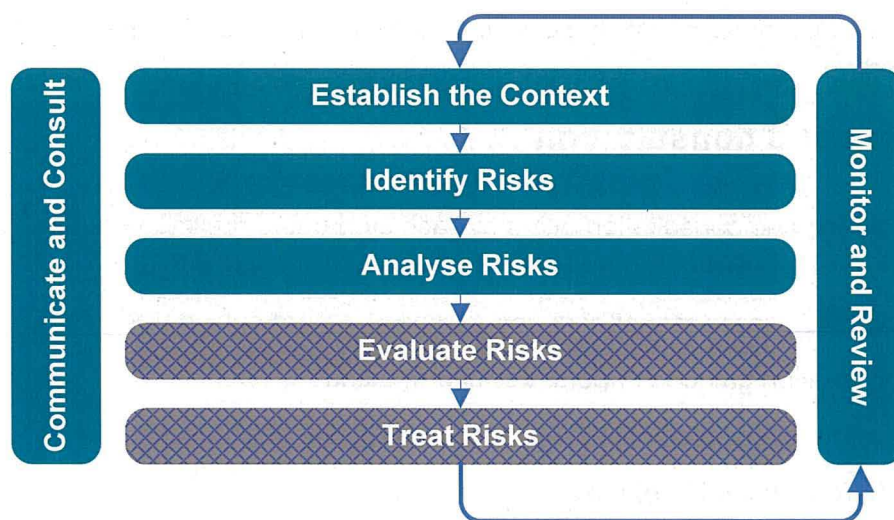 Communicate and Consult
Establish the Context
Identify Risks
Analyse Risks
Evaluate Risks
Treat Risks
Monitor and Review